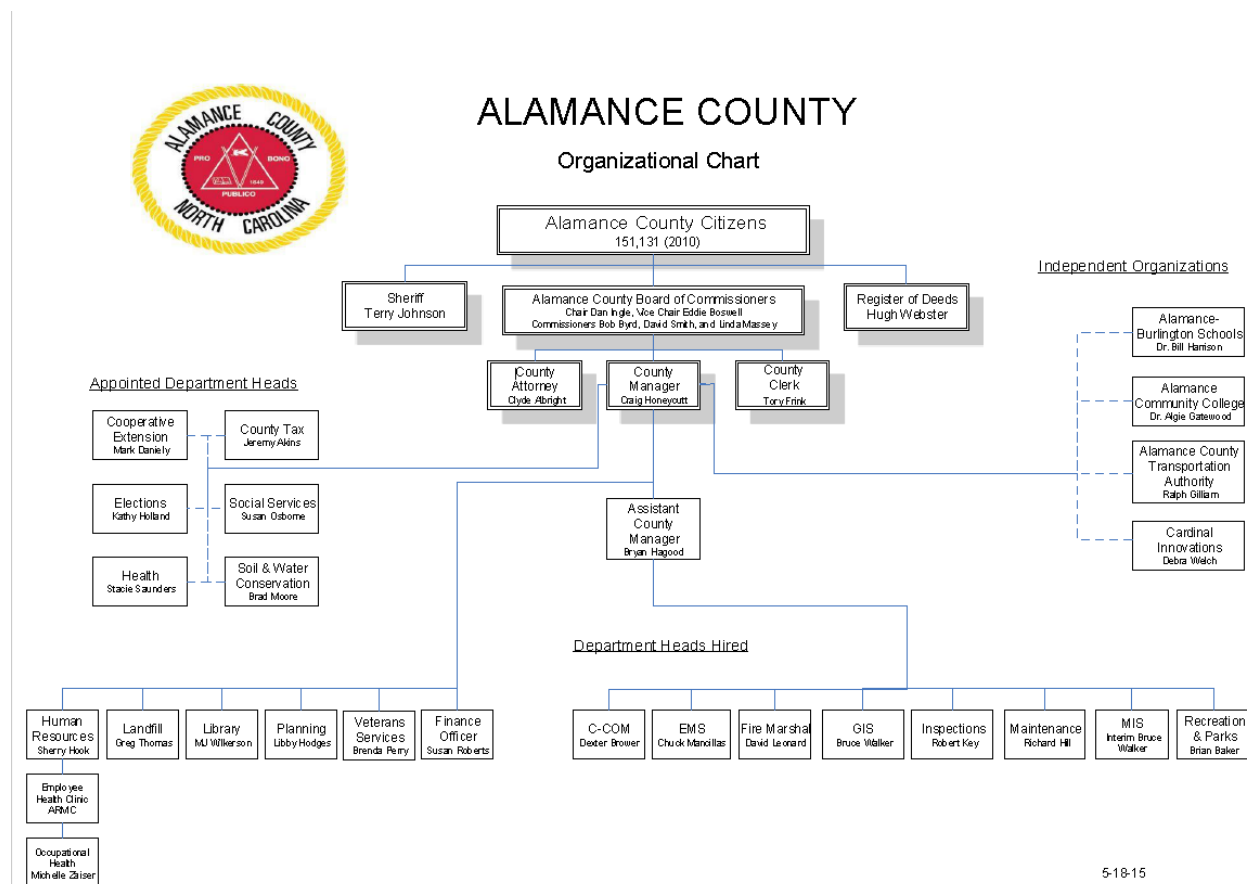 ALAMANCE COUNTY
NORTH CAROLINA
PRO BONO
1849
PUBLICO
ALAMANCE COUNTY
Organizational Chart
Alamance County Citizens
151,131 (2010)
Sheriff
Terry Johnson
Alamance County Board of Commissioners
Chair Dan Ingle, Vice Chair Eddie Boswell
Commissioners Bob Byrd, David Smith, and Linda Massey
Register of Deeds
Hugh Webster
County
Attorney
Clyde Albright
County
Manager
Craig Honeycutt
County
Clerk
Tory Frink
Independent Organizations
Alamance-
Burlington Schools
Dr. Bill Harrison
Alamance
Community College
Dr. Algie Gatewood
Alamance County
Transportation
Authority
Ralph Gilliam
Cardinal
Innovations
Debra Welch
Appointed Department Heads
Cooperative
Extension
Mark Daniely
County Tax
Jeremy Akins
Elections
Kathy Holland
Social Services
Susan Osborne
Health
Stacie Saunders
Soil & Water
Conservation
Brad Moore
Assistant
County
Manager
Bryan Hagood
Department Heads Hired
Human
Resources
Sherry Hook
Landfill
Greg Thomas
Library
MJ Wilkerson
Planning
Libby Hodges
Veterans
Services
Brenda Perry
Finance
Officer
Susan Roberts
C-COM
Dexter Brower
EMS
Chuck Mancillas
Fire Marshal
David Leonard
GIS
Bruce Walker
Inspections
Robert Key
Maintenance
Richard Hill
MIS
Interim Bruce
Walker
Recreation
& Parks
Brian Baker
Employee
Health Clinic
ARMC
Occupational
Health
Michelle Zaiser
5-18-15